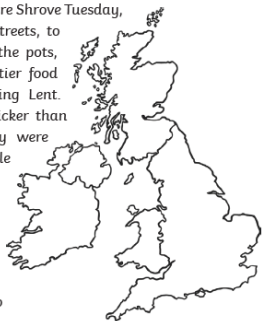 re Shrove Tuesday,
treets, to
the pots,
tier food
ing Lent.
cker than
y were
le